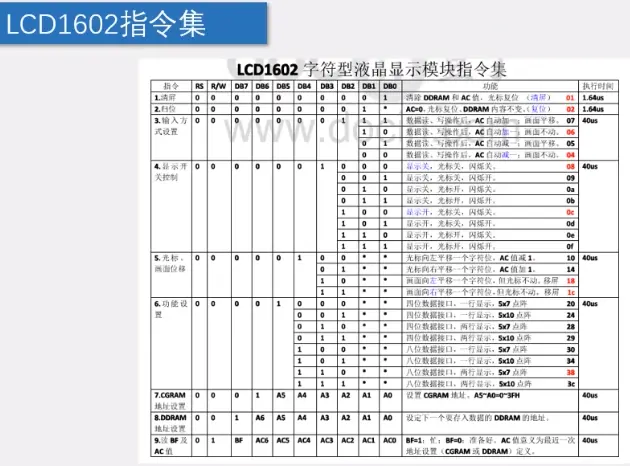 LCD1602指令集
LCD1602 字符型液晶显示模块指令集
指令 RS R/W DB7 DB6 DB5 DB4 DB3 DB2 DB1 DB0 功能 执行时间
1.清屏 0 0 0 0 0 0 0 0 0 1 清除 DDRAM 和 AC 值，光标复位 （清屏） 01 1.64us
2.归位 0 0 0 0 0 0 0 0 1 * AC=0，光标复位、DDRAM 内容不变。（复位） 02 1.64us
3.输入方 0 0 0 0 0 0 0 1 1 1 数据读、写操作后，AC 自动加一；画面平移。 07 40us
式设置 1 0 数据读、写操作后，AC 自动加一；画面不动。 06
0 1 数据读、写操作后，AC 自动减一；画面平移。 05
0 0 数据读、写操作后，AC 自动减一；画面不动。 04
4.显示开 0 0 0 0 0 0 1 0 0 0 显示关，光标关，闪烁关。 08 40us
关控制 0 0 1 显示关，光标关，闪烁开。 09
0 1 0 显示关，光标开，闪烁关。 0a
0 1 1 显示关，光标开，闪烁开。 0b
1 0 0 显示开，光标关，闪烁关。 0c
1 0 1 显示开，光标关，闪烁开。 0d
1 1 0 显示开，光标开，闪烁关。 0e
1 1 1 显示开，光标开，闪烁开。 0f
5.光标、 0 0 0 0 0 1 0 0 * * 光标向左平移一个字符位，AC 值减 1。 10 40us
画面位移 0 1 * * 光标向右平移一个字符位，AC 值加 1。 14
1 0 * * 画面向左平移一个字符位，但光标不动。移屏 18
1 1 * * 画面向右平移一个字符位，但光标不动，移屏 1c
6.功能设 0 0 0 0 1 0 0 0 * * 四位数据接口，一行显示，5x7 点阵 20 40us
置 0 0 1 * * 四位数据接口，一行显示，5x10 点阵 24
0 1 0 * * 四位数据接口，两行显示，5x7 点阵 28
0 1 1 * * 四位数据接口，两行显示，5x10 点阵 29
1 0 0 * * 八位数据接口，一行显示，5x7 点阵 30
1 0 1 * * 八位数据接口，一行显示，5x10 点阵 34
1 1 0 * * 八位数据接口，两行显示，5x7 点阵 38
1 1 1 * * 八位数据接口，两行显示，5x10 点阵 3c
7.CGRAM 0 0 0 1 A5 A4 A3 A2 A1 A0 设置 CGRAM 地址。A5~A0=0~3FH 40us
地址设置
8.DDRAM 0 0 1 A6 A5 A4 A3 A2 A1 A0 设定下一个要存入数据的 DDRAM 的地址。 40us
地址设置
9.读 BF 及 0 1 BF AC6 AC5 AC4 AC3 AC2 AC1 AC0 BF=1：忙；BF=0：准备好。AC 值意义为最近一次 40us
AC 值 地址设置（CGRAM 或 DDRAM）定义。